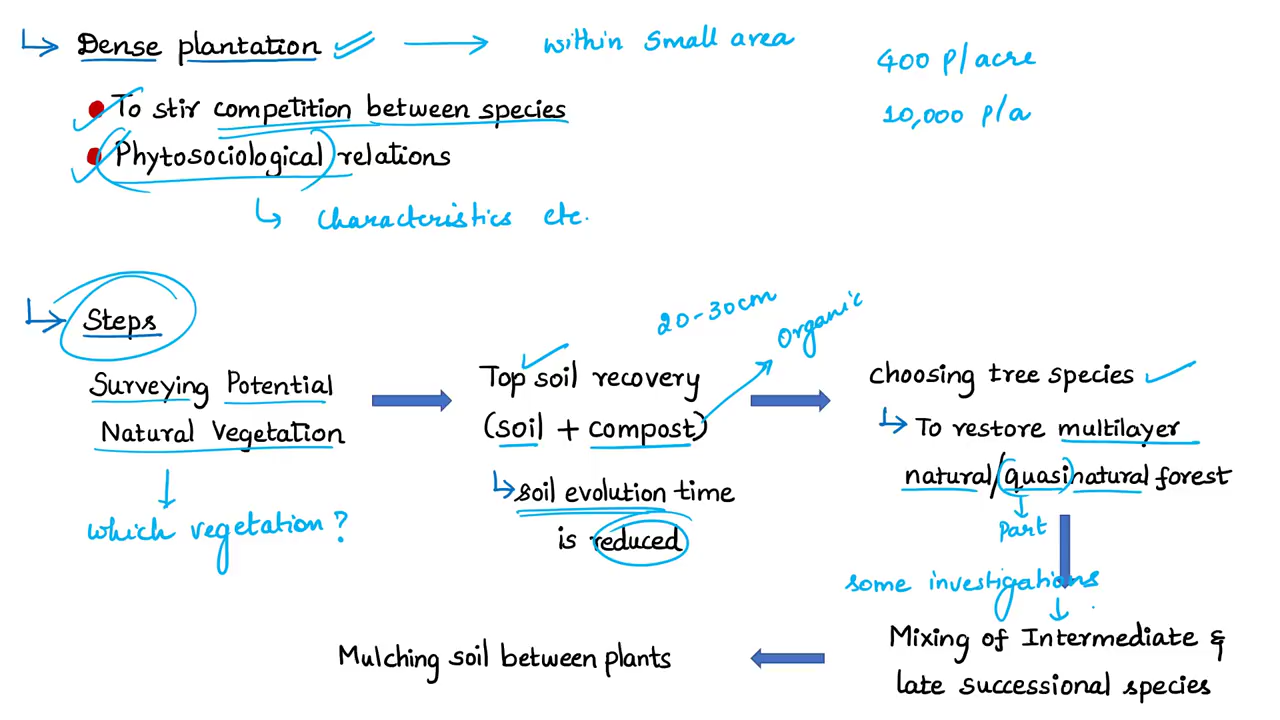 Dense plantation
within small area
400 P/acre
10,000 p/a
To stir competition between species
Phytosociological relations
characteristics etc.
Steps
20-30cm
Organic
Surveying Potential
Natural Vegetation
which vegetation?
Top soil recovery
(soil + compost)
soil evolution time
is reduced
choosing tree species
To restore multilayer
natural/quasinatural forest
Part
some investigations
Mixing of Intermediate &
late successional species
Mulching soil between plants